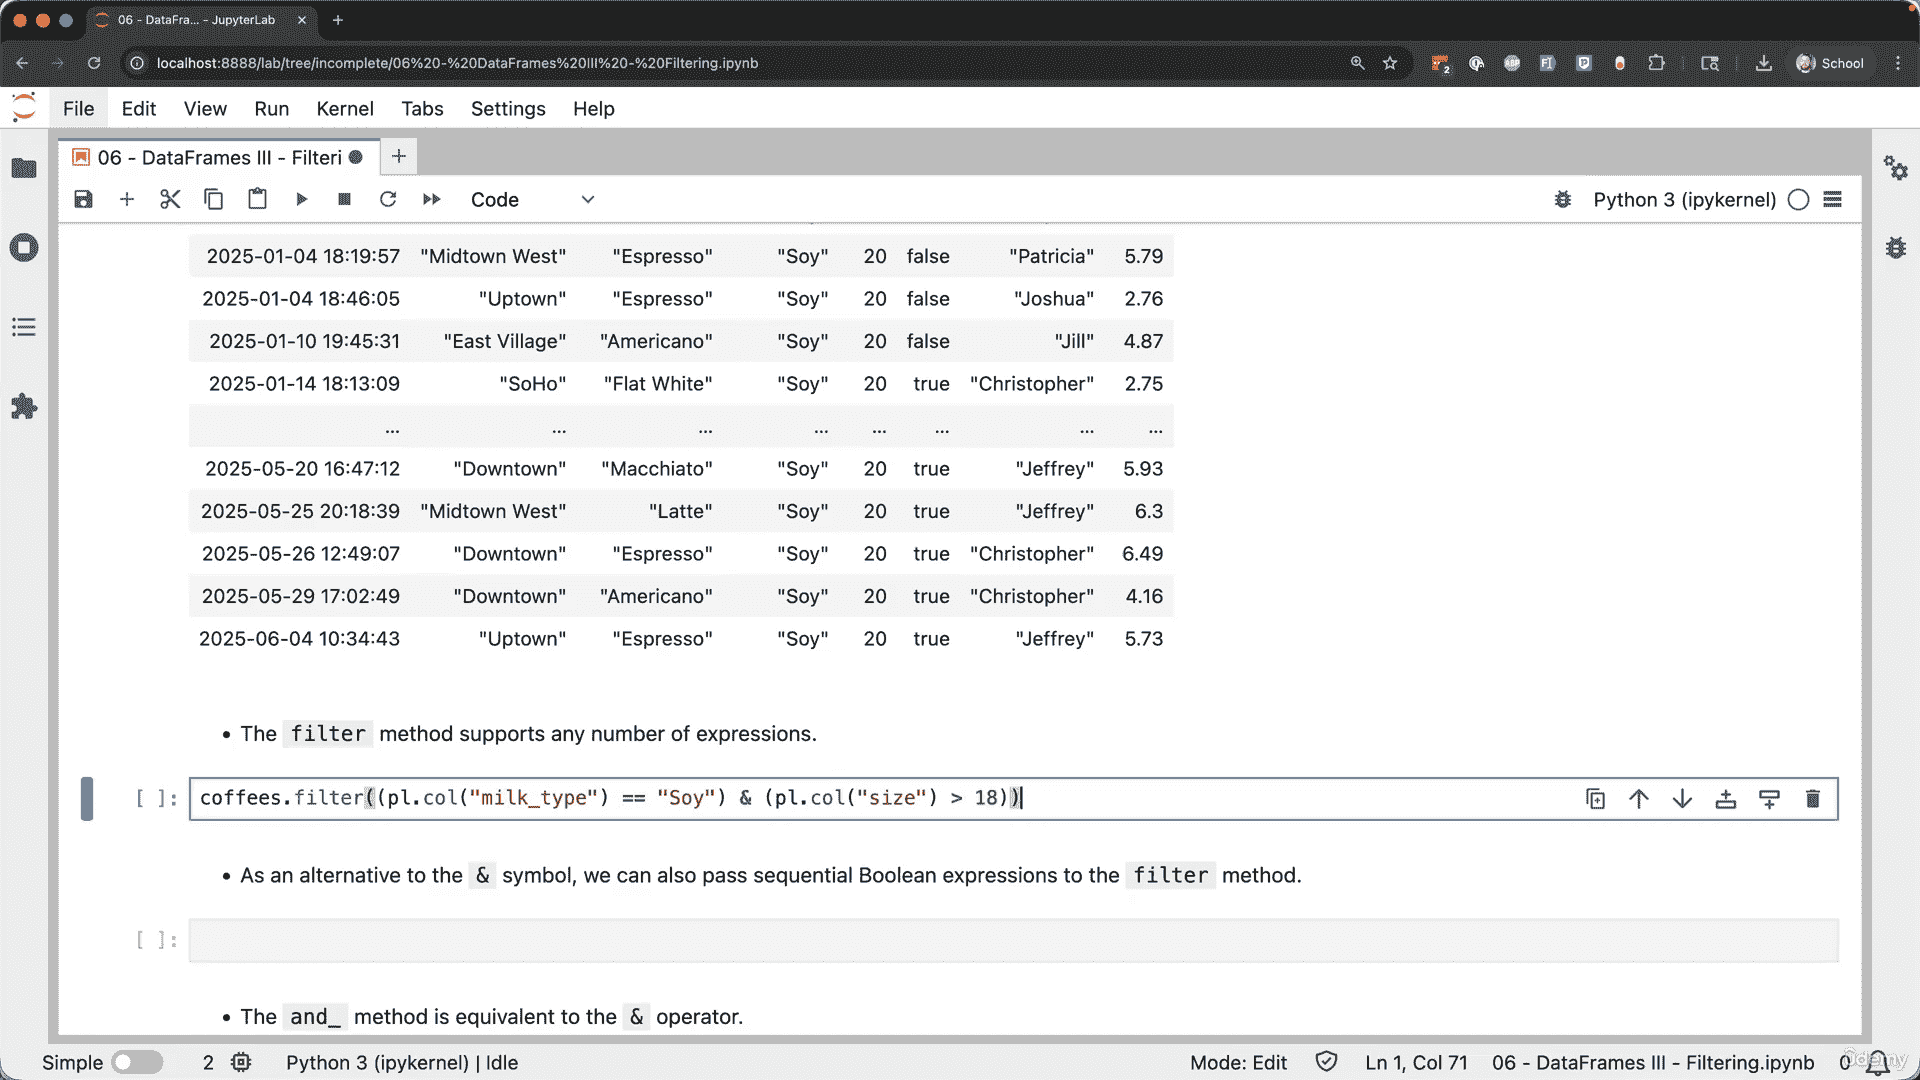 06 - DataFra... - JupyterLab
localhost:8888/lab/tree/incomplete/06%20-%20DataFrames%20III%20-%20Filtering.ipynb
2
School
File Edit View Run Kernel Tabs Settings Help
06 - DataFrames III - Filteri
Code
Python 3 (ipykernel)
2025-01-04 18:19:57 "Midtown West" "Espresso" "Soy" 20 false "Patricia" 5.79
2025-01-04 18:46:05 "Uptown" "Espresso" "Soy" 20 false "Joshua" 2.76
2025-01-10 19:45:31 "East Village" "Americano" "Soy" 20 false "Jill" 4.87
2025-01-14 18:13:09 "SoHo" "Flat White" "Soy" 20 true "Christopher" 2.75
… … … … … … … …
2025-05-20 16:47:12 "Downtown" "Macchiato" "Soy" 20 true "Jeffrey" 5.93
2025-05-25 20:18:39 "Midtown West" "Latte" "Soy" 20 true "Jeffrey" 6.3
2025-05-26 12:49:07 "Downtown" "Espresso" "Soy" 20 true "Christopher" 6.49
2025-05-29 17:02:49 "Downtown" "Americano" "Soy" 20 true "Christopher" 4.16
2025-06-04 10:34:43 "Uptown" "Espresso" "Soy" 20 true "Jeffrey" 5.73
• The filter method supports any number of expressions.
[ ]: coffees.filter((pl.col("milk_type") == "Soy") & (pl.col("size") > 18))
• As an alternative to the & symbol, we can also pass sequential Boolean expressions to the filter method.
[ ]:
• The and_ method is equivalent to the & operator.
Simple 2 Python 3 (ipykernel) | Idle Mode: Edit Ln 1, Col 71 06 - DataFrames III - Filtering.ipynb 0
udemy